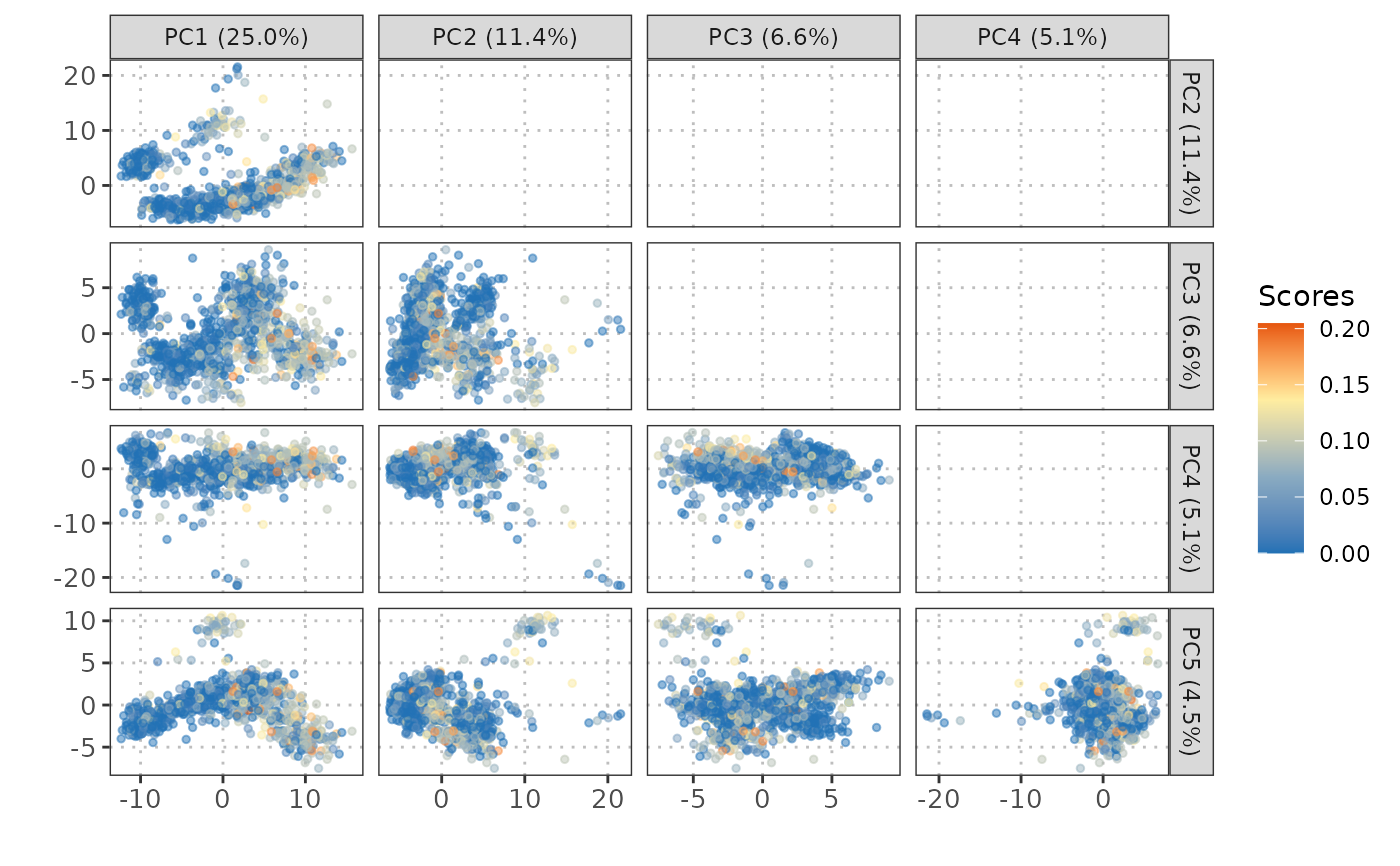 PC1 (25.0%) PC2 (11.4%) PC3 (6.6%) PC4 (5.1%)
20
10
0
PC2 (11.4%)
5
0
-5
PC3 (6.6%)
0
-10
-20
PC4 (5.1%)
10
5
0
-5
PC5 (4.5%)
-10 0 10 0 10 20 -5 0 5 -20 -10 0
Scores
0.20
0.15
0.10
0.05
0.00